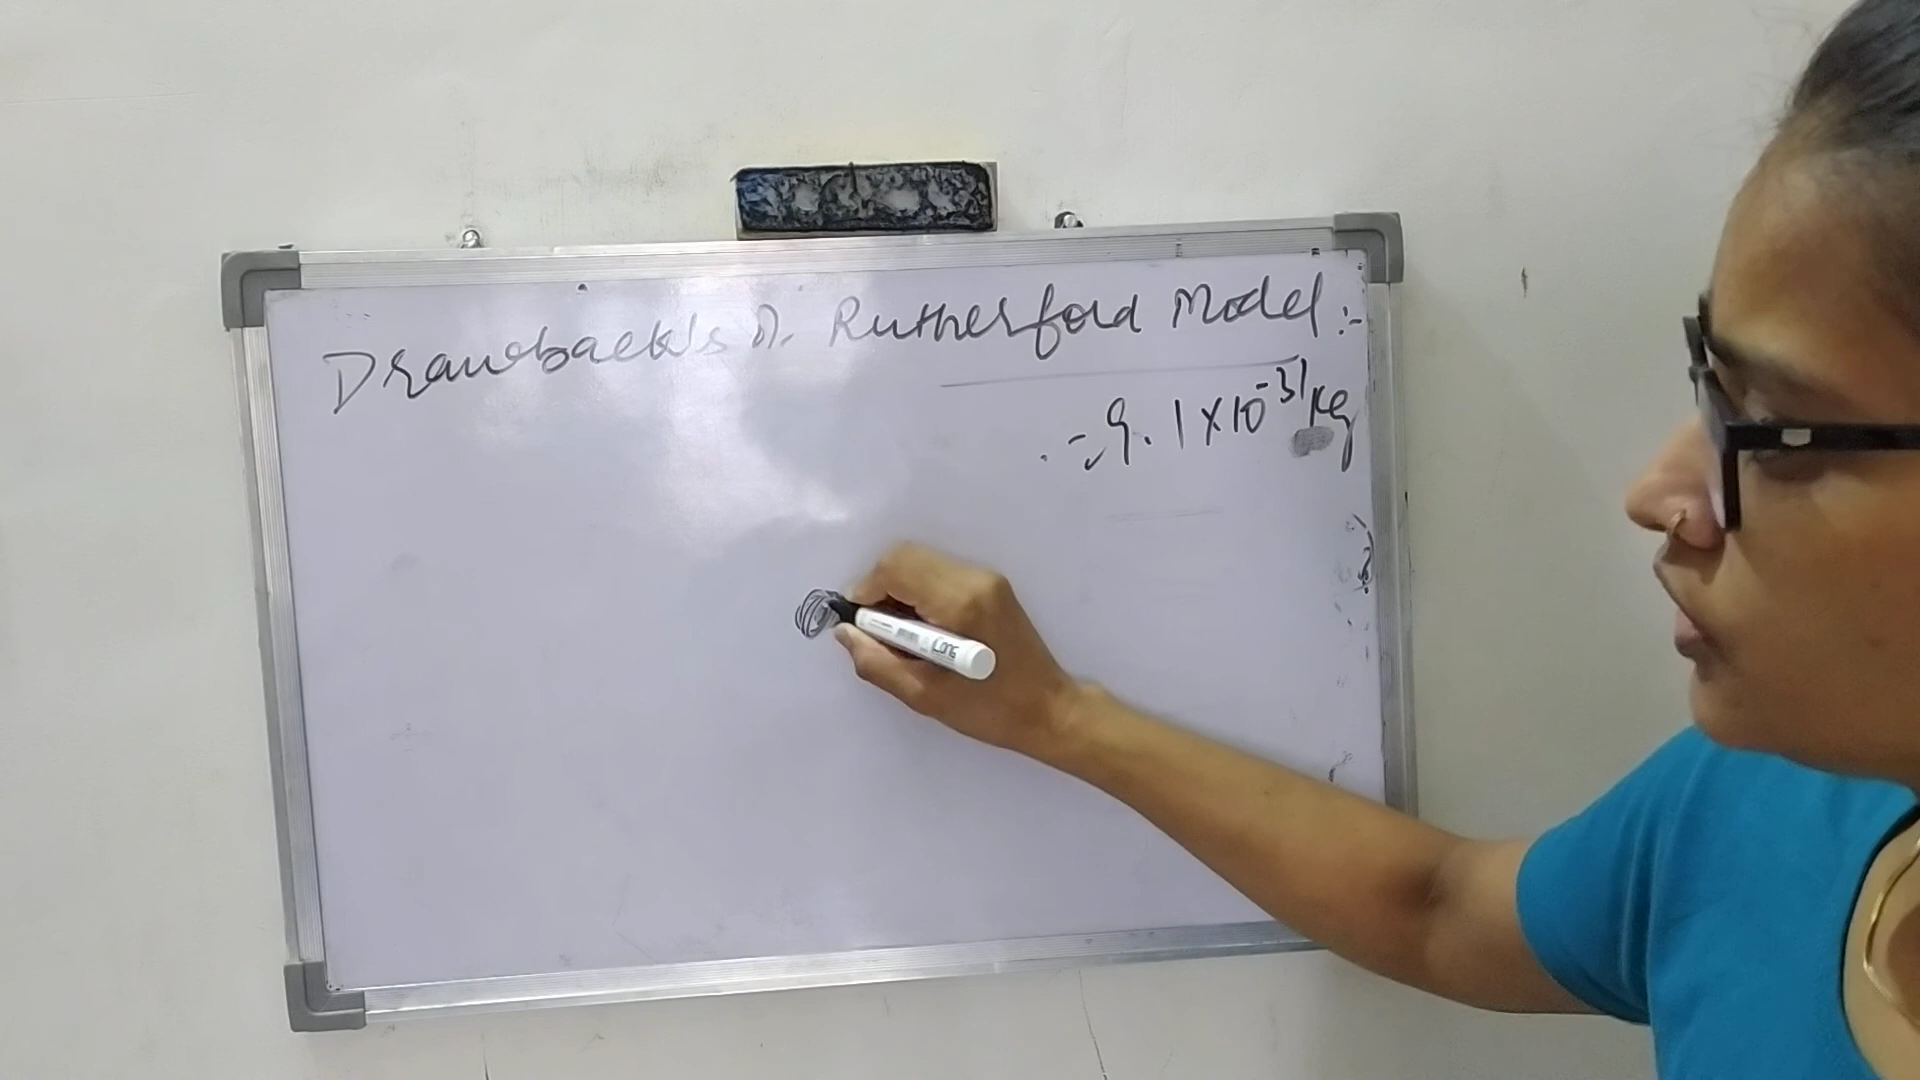 Drawbacks of Rutherford Model :-
= 9.1 × 10⁻³¹ kg